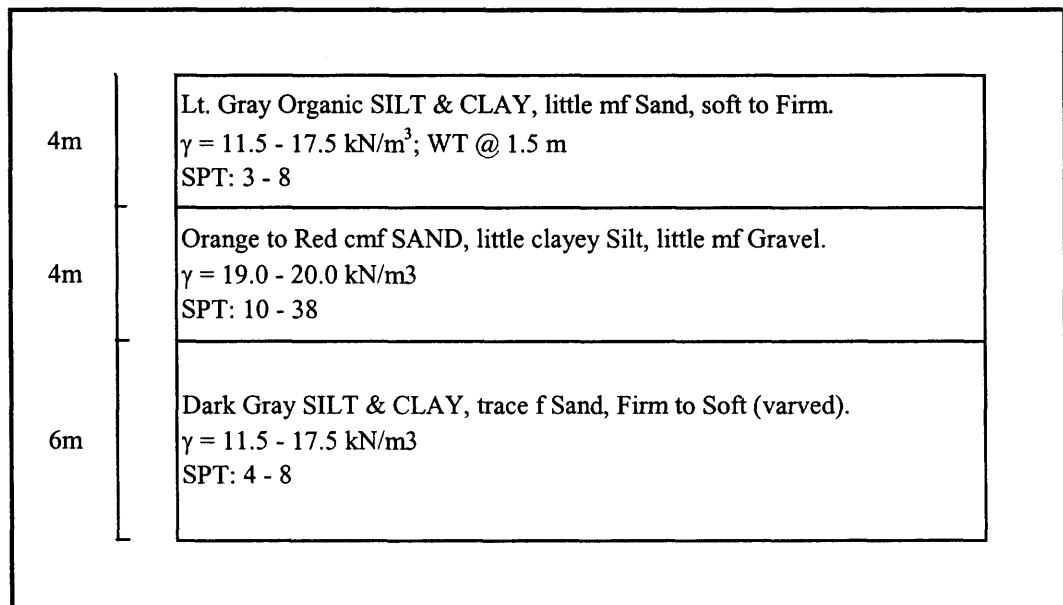 4m
Lt. Gray Organic SILT & CLAY, little mf Sand, soft to Firm.
γ = 11.5 - 17.5 kN/m³; WT @ 1.5 m
SPT: 3 - 8
4m
Orange to Red cmf SAND, little clayey Silt, little mf Gravel.
γ = 19.0 - 20.0 kN/m3
SPT: 10 - 38
6m
Dark Gray SILT & CLAY, trace f Sand, Firm to Soft (varved).
γ = 11.5 - 17.5 kN/m3
SPT: 4 - 8